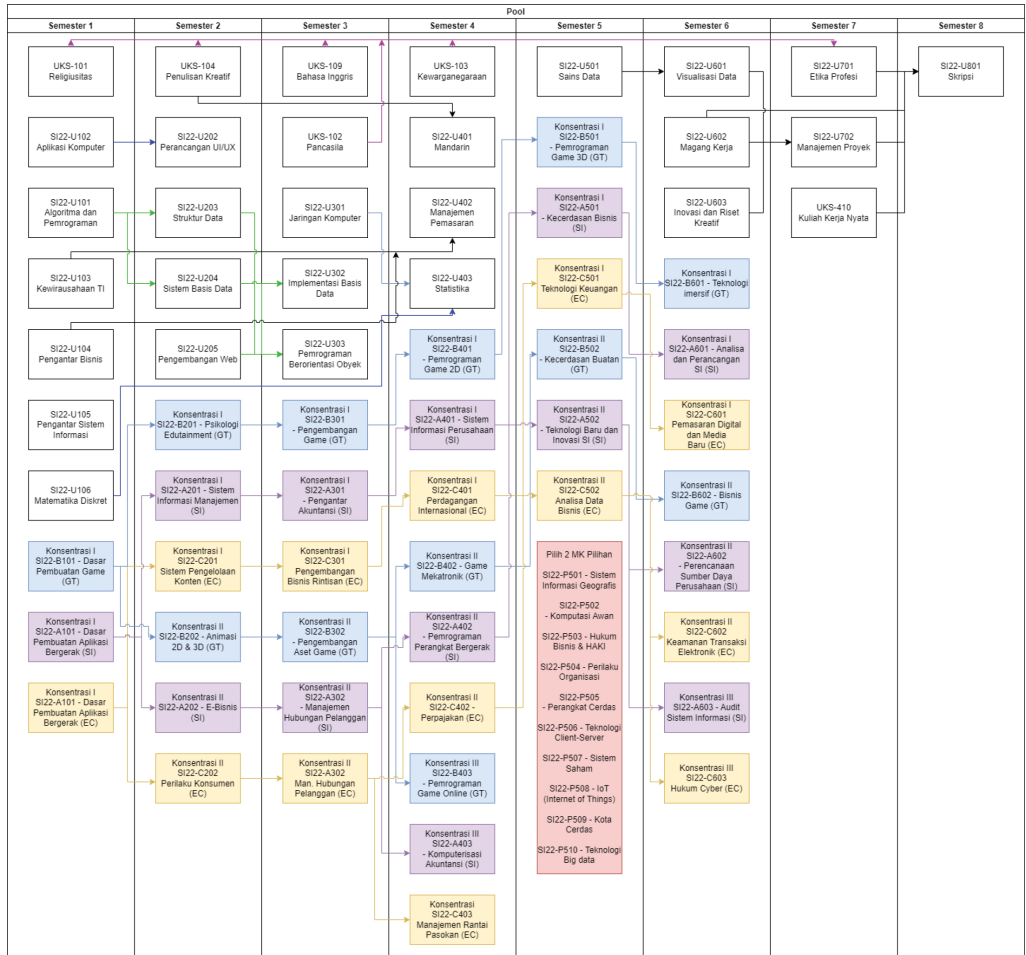 Pool
Semester 1
Semester 2
Semester 3
Semester 4
Semester 5
Semester 6
Semester 7
Semester 8
UKS-101
Religiusitas
SI22-U102
Aplikasi Komputer
SI22-U101
Algoritma dan
Pemrograman
SI22-U103
Kewirausahaan TI
SI22-U104
Pengantar Bisnis
SI22-U105
Pengantar Sistem
Informasi
SI22-U106
Matematika Diskret
Konsentrasi I
SI22-B101 - Dasar
Pembuatan Game
(GT)
Konsentrasi I
SI22-A101 - Dasar
Pembuatan Aplikasi
Bergerak (SI)
Konsentrasi I
SI22-A101 - Dasar
Pembuatan Aplikasi
Bergerak (EC)
UKS-104
Penulisan Kreatif
SI22-U202
Perancangan UI/UX
SI22-U203
Struktur Data
SI22-U204
Sistem Basis Data
SI22-U205
Pengembangan Web
Konsentrasi I
SI22-B201 - Psikologi
Edutainment (GT)
Konsentrasi I
SI22-A201 - Sistem
Informasi Manajemen
(SI)
Konsentrasi I
SI22-C201
Sistem Pengelolaan
Konten (EC)
Konsentrasi II
SI22-B202 - Animasi
2D & 3D (GT)
Konsentrasi II
SI22-A202 - E-Bisnis
(SI)
Konsentrasi II
SI22-C202
Perilaku Konsumen
(EC)
UKS-109
Bahasa Inggris
UKS-102
Pancasila
SI22-U301
Jaringan Komputer
SI22-U302
Implementasi Basis
Data
SI22-U303
Pemrograman
Berorientasi Obyek
Konsentrasi I
SI22-B301
- Pengembangan
Game (GT)
Konsentrasi I
SI22-A301
- Pengantar
Akuntansi (SI)
Konsentrasi I
SI22-C301
Pengembangan
Bisnis Rintisan (EC)
Konsentrasi II
SI22-B302
- Pengembangan
Aset Game (GT)
Konsentrasi II
SI22-A302
- Manajemen
Hubungan Pelanggan
(SI)
Konsentrasi II
SI22-A302
Man. Hubungan
Pelanggan (EC)
UKS-103
Kewarganegaraan
SI22-U401
Mandarin
SI22-U402
Manajemen
Pemasaran
SI22-U403
Statistika
Konsentrasi I
SI22-B401
- Pemrograman
Game 2D (GT)
Konsentrasi I
SI22-A401 - Sistem
Informasi Perusahaan
(SI)
Konsentrasi I
SI22-C401
Perdagangan
Internasional (EC)
Konsentrasi II
SI22-B402 - Game
Mekatronik (GT)
Konsentrasi II
SI22-A402
- Pemrograman
Perangkat Bergerak
(SI)
Konsentrasi II
SI22-C402 -
Perpajakan (EC)
Konsentrasi III
SI22-B403
- Pemrograman
Game Online (GT)
Konsentrasi III
SI22-A403
- Komputerisasi
Akuntansi (SI)
Konsentrasi
SI22-C403
Manajemen Rantai
Pasokan (EC)
SI22-U501
Sains Data
Konsentrasi I
SI22-B501
- Pemrograman
Game 3D (GT)
Konsentrasi I
SI22-A501
- Kecerdasan Bisnis
(SI)
Konsentrasi I
SI22-C501
Teknologi Keuangan
(EC)
Konsentrasi II
SI22-B502
- Kecerdasan Buatan
(GT)
Konsentrasi II
SI22-A502
- Teknologi Baru dan
Inovasi SI (SI)
Konsentrasi II
SI22-C502
Analisa Data
Bisnis (EC)
Pilih 2 MK Pilihan
SI22-P501 - Sistem
Informasi Geografis
SI22-P502
- Komputasi Awan
SI22-P503 - Hukum
Bisnis & HAKI
SI22-P504 - Perilaku
Organisasi
SI22-P505
- Perangkat Cerdas
SI22-P506 - Teknologi
Client-Server
SI22-P507 - Sistem
Saham
SI22-P508 - IoT
(Internet of Things)
SI22-P509 - Kota
Cerdas
SI22-P510 - Teknologi
Big data
SI22-U601
Visualisasi Data
SI22-U602
Magang Kerja
SI22-U603
Inovasi dan Riset
Kreatif
Konsentrasi I
SI22-B601 - Teknologi
imersif (GT)
Konsentrasi I
SI22-A601 - Analisa
dan Perancangan
SI (SI)
Konsentrasi I
SI22-C601
Pemasaran Digital
dan Media
Baru (EC)
Konsentrasi II
SI22-B602 - Bisnis
Game (GT)
Konsentrasi II
SI22-A602
- Perencanaan
Sumber Daya
Perusahaan (SI)
Konsentrasi II
SI22-C602
Keamanan Transaksi
Elektronik (EC)
Konsentrasi III
SI22-A603 - Audit
Sistem Informasi (SI)
Konsentrasi III
SI22-C603
Hukum Cyber (EC)
SI22-U701
Etika Profesi
SI22-U702
Manajemen Proyek
UKS-410
Kuliah Kerja Nyata
SI22-U801
Skripsi